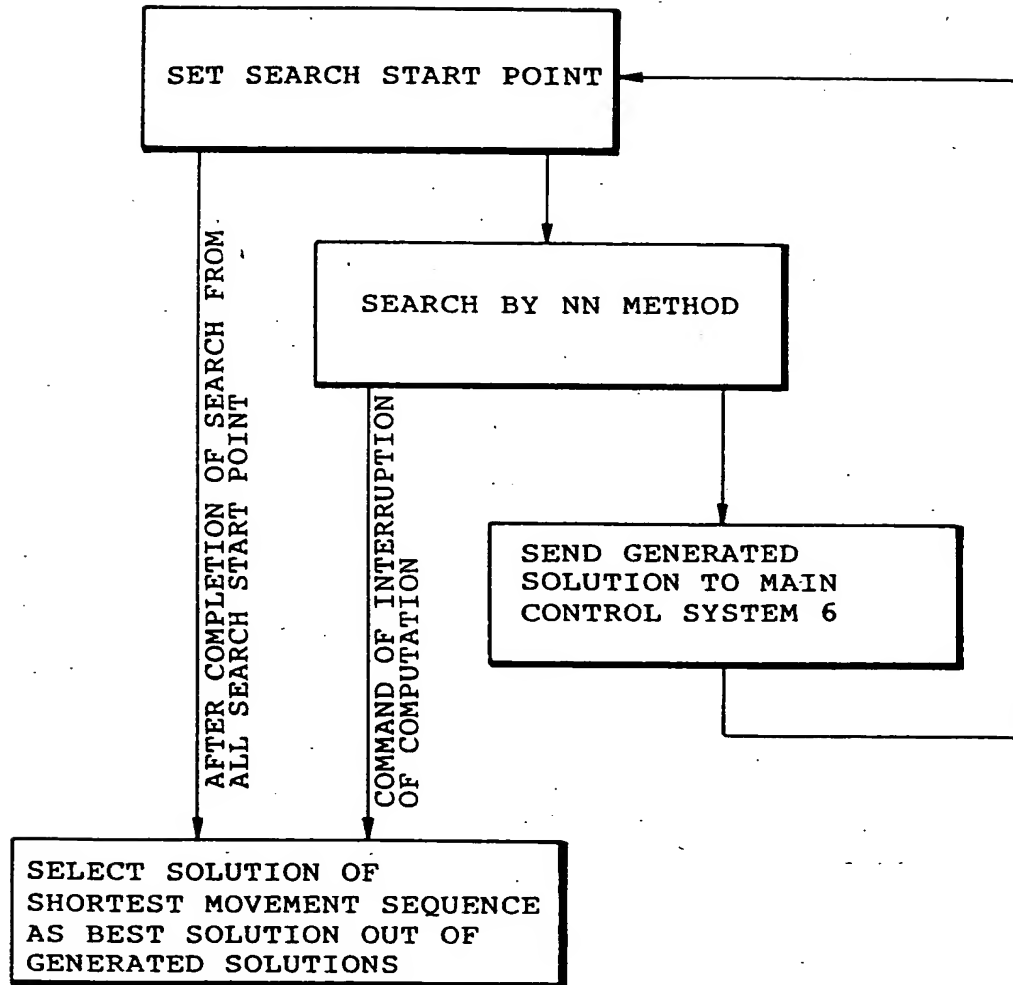 SET SEARCH START POINT
SEARCH BY NN METHOD
AFTER COMPLETION OF SEARCH FROM
ALL SEARCH START POINT
COMMAND OF INTERRUPTION
OF COMPUTATION
SEND GENERATED
SOLUTION TO MAIN
CONTROL SYSTEM 6
SELECT SOLUTION OF
SHORTEST MOVEMENT SEQUENCE
AS BEST SOLUTION OUT OF
GENERATED SOLUTIONS